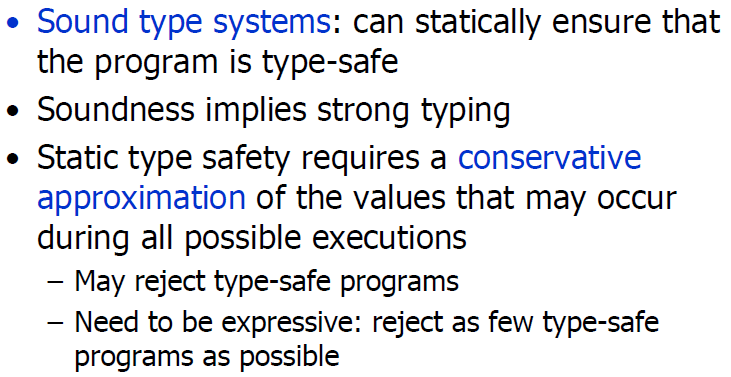 • Sound type systems: can statically ensure that
the program is type-safe
• Soundness implies strong typing
• Static type safety requires a conservative
approximation of the values that may occur
during all possible executions
– May reject type-safe programs
– Need to be expressive: reject as few type-safe
programs as possible